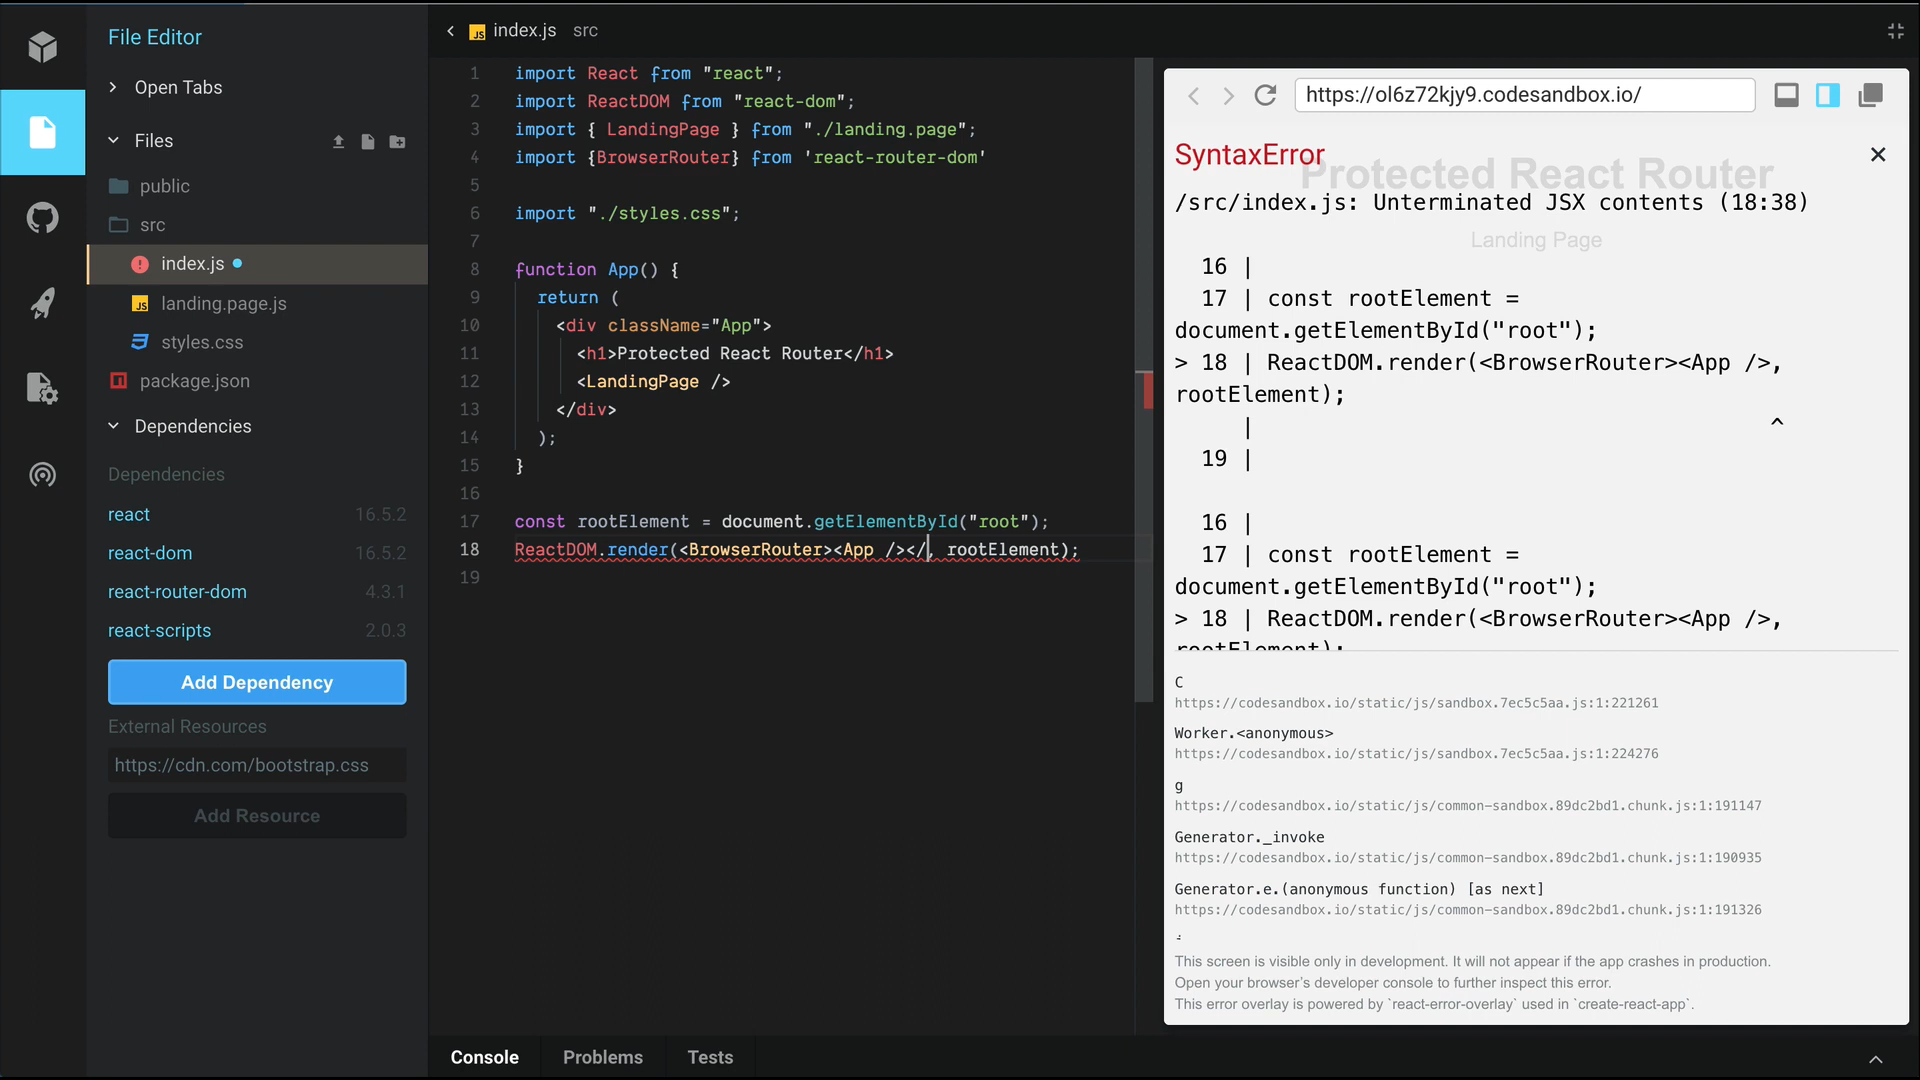 File Editor
Open Tabs
Files
public
src
index.js
landing.page.js
styles.css
package.json
Dependencies
Dependencies
react 16.5.2
react-dom 16.5.2
react-router-dom 4.3.1
react-scripts 2.0.3
Add Dependency
External Resources
https://cdn.com/bootstrap.css
Add Resource
JS index.js src
1 import React from "react";
2 import ReactDOM from "react-dom";
3 import { LandingPage } from "./landing.page";
4 import {BrowserRouter} from 'react-router-dom'
5
6 import "./styles.css";
7
8 function App() {
9 return (
10 <div className="App">
11 <h1>Protected React Router</h1>
12 <LandingPage />
13 </div>
14 );
15 }
16
17 const rootElement = document.getElementById("root");
18 ReactDOM.render(<BrowserRouter><App /></, rootElement);
19
Console Problems Tests
https://ol6z72kjy9.codesandbox.io/
Protected React Router
Landing Page
SyntaxError
/src/index.js: Unterminated JSX contents (18:38)
16 |
17 | const rootElement =
document.getElementById("root");
> 18 | ReactDOM.render(<BrowserRouter><App />,
rootElement);
| ^
19 |
16 |
17 | const rootElement =
document.getElementById("root");
> 18 | ReactDOM.render(<BrowserRouter><App />,
rootElement);
C
https://codesandbox.io/static/js/sandbox.7ec5c5aa.js:1:221261
Worker.<anonymous>
https://codesandbox.io/static/js/sandbox.7ec5c5aa.js:1:224276
g
https://codesandbox.io/static/js/common-sandbox.89dc2bd1.chunk.js:1:191147
Generator._invoke
https://codesandbox.io/static/js/common-sandbox.89dc2bd1.chunk.js:1:190935
Generator.e.(anonymous function) [as next]
https://codesandbox.io/static/js/common-sandbox.89dc2bd1.chunk.js:1:191326
This screen is visible only in development. It will not appear if the app crashes in production.
Open your browser's developer console to further inspect this error.
This error overlay is powered by `react-error-overlay` used in `create-react-app`.